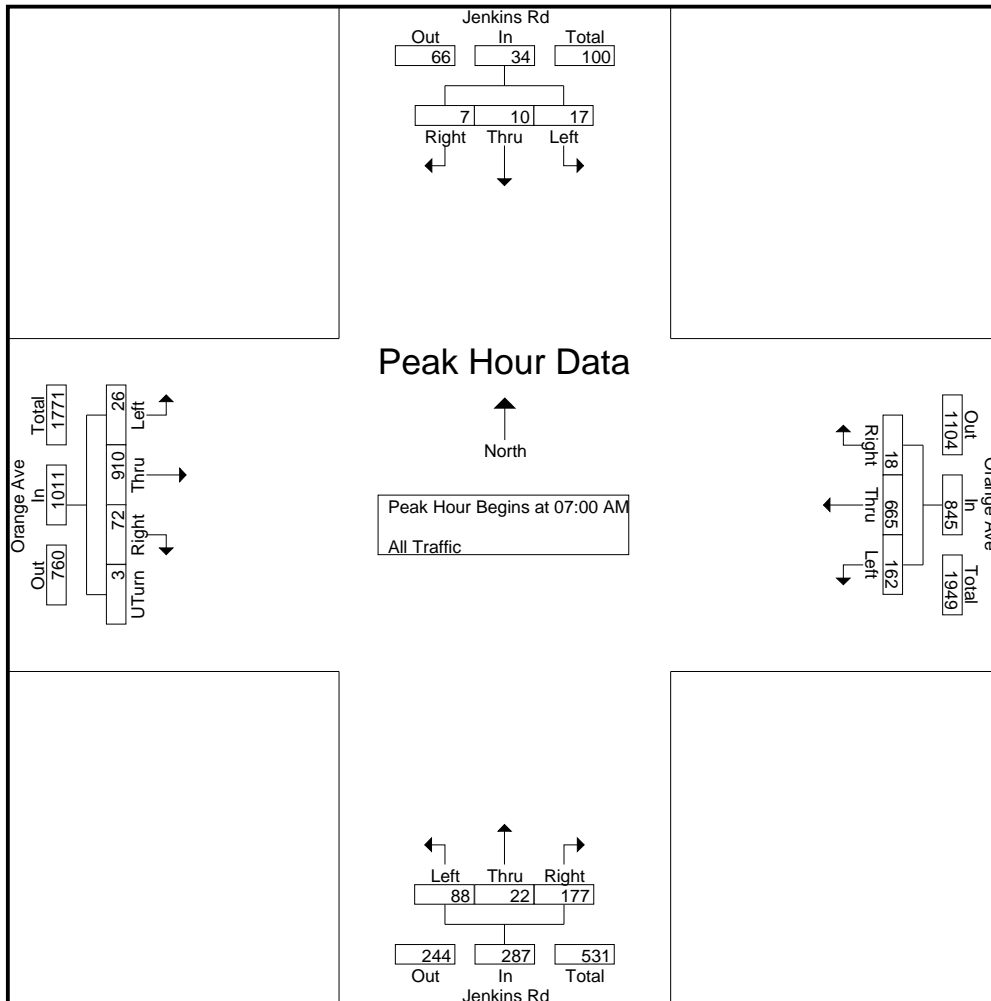 Jenkins Rd
Out In Total
66 34 100
7 10 17
Right Thru Left
Peak Hour Data
North
Peak Hour Begins at 07:00 AM
All Traffic
Orange Ave
Total In Out
1771 1011 760
26 910 72 3
Left Thru Right UTurn
Orange Ave
Out In Total
1104 845 1949
18 665 162
Right Thru Left
Left Thru Right
88 22 177
244 287 531
Out In Total
Jenkins Rd